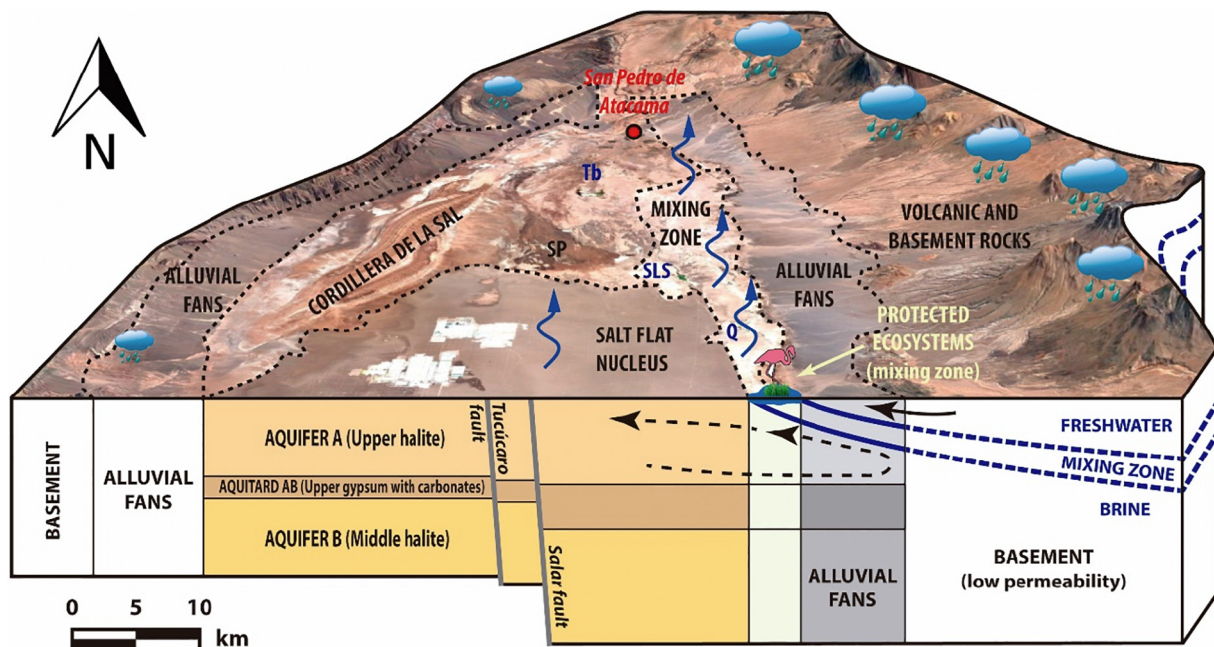 N
San Pedro de
Atacama
Tb
MIXING
ZONE
VOLCANIC AND
BASEMENT ROCKS
SP
SLS
ALLUVIAL
FANS
CORDILLERA DE LA SAL
ALLUVIAL
FANS
Q
PROTECTED
ECOSYSTEMS
(mixing zone)
SALT FLAT
NUCLEUS
BASEMENT
ALLUVIAL
FANS
AQUIFER A (Upper halite)
AQUITARD AB (Upper gypsum with carbonates)
AQUIFER B (Middle halite)
Tucúcaro
fault
Salar fault
FRESHWATER
MIXING ZONE
BRINE
ALLUVIAL
FANS
BASEMENT
(low permeability)
0 5 10
km